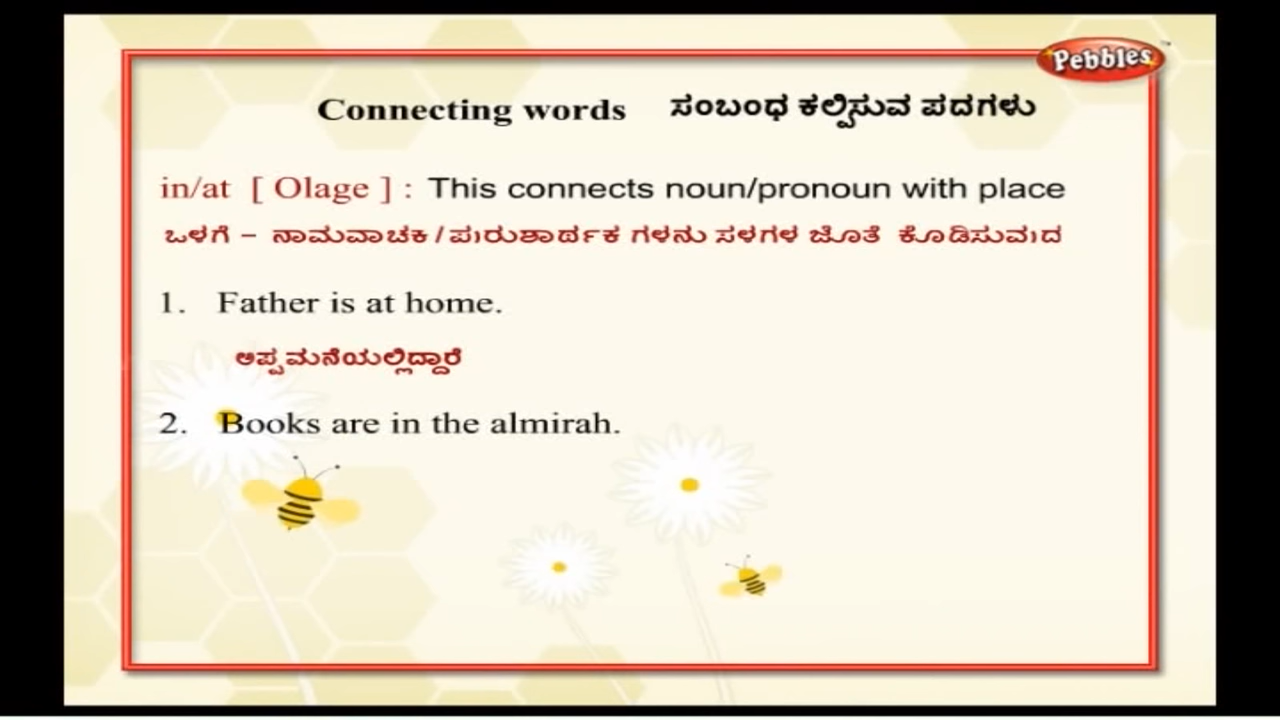 Pebbles
Connecting words ಸಂಬಂಧ ಕಲ್ಪಿಸುವ ಪದಗಳು
in/at [ Olage ] : This connects noun/pronoun with place
ಒಳಗೆ – ನಾಮವಾಚಕ / ಪುರುಶಾರ್ಥಕ ಗಳನು ಸಳಗಳ ಜೊತೆ ಕೊಡಿಸುವುದ
1. Father is at home.
ಅಪ್ಪ ಮನೆಯಲ್ಲಿದ್ದಾರೆ
2. Books are in the almirah.